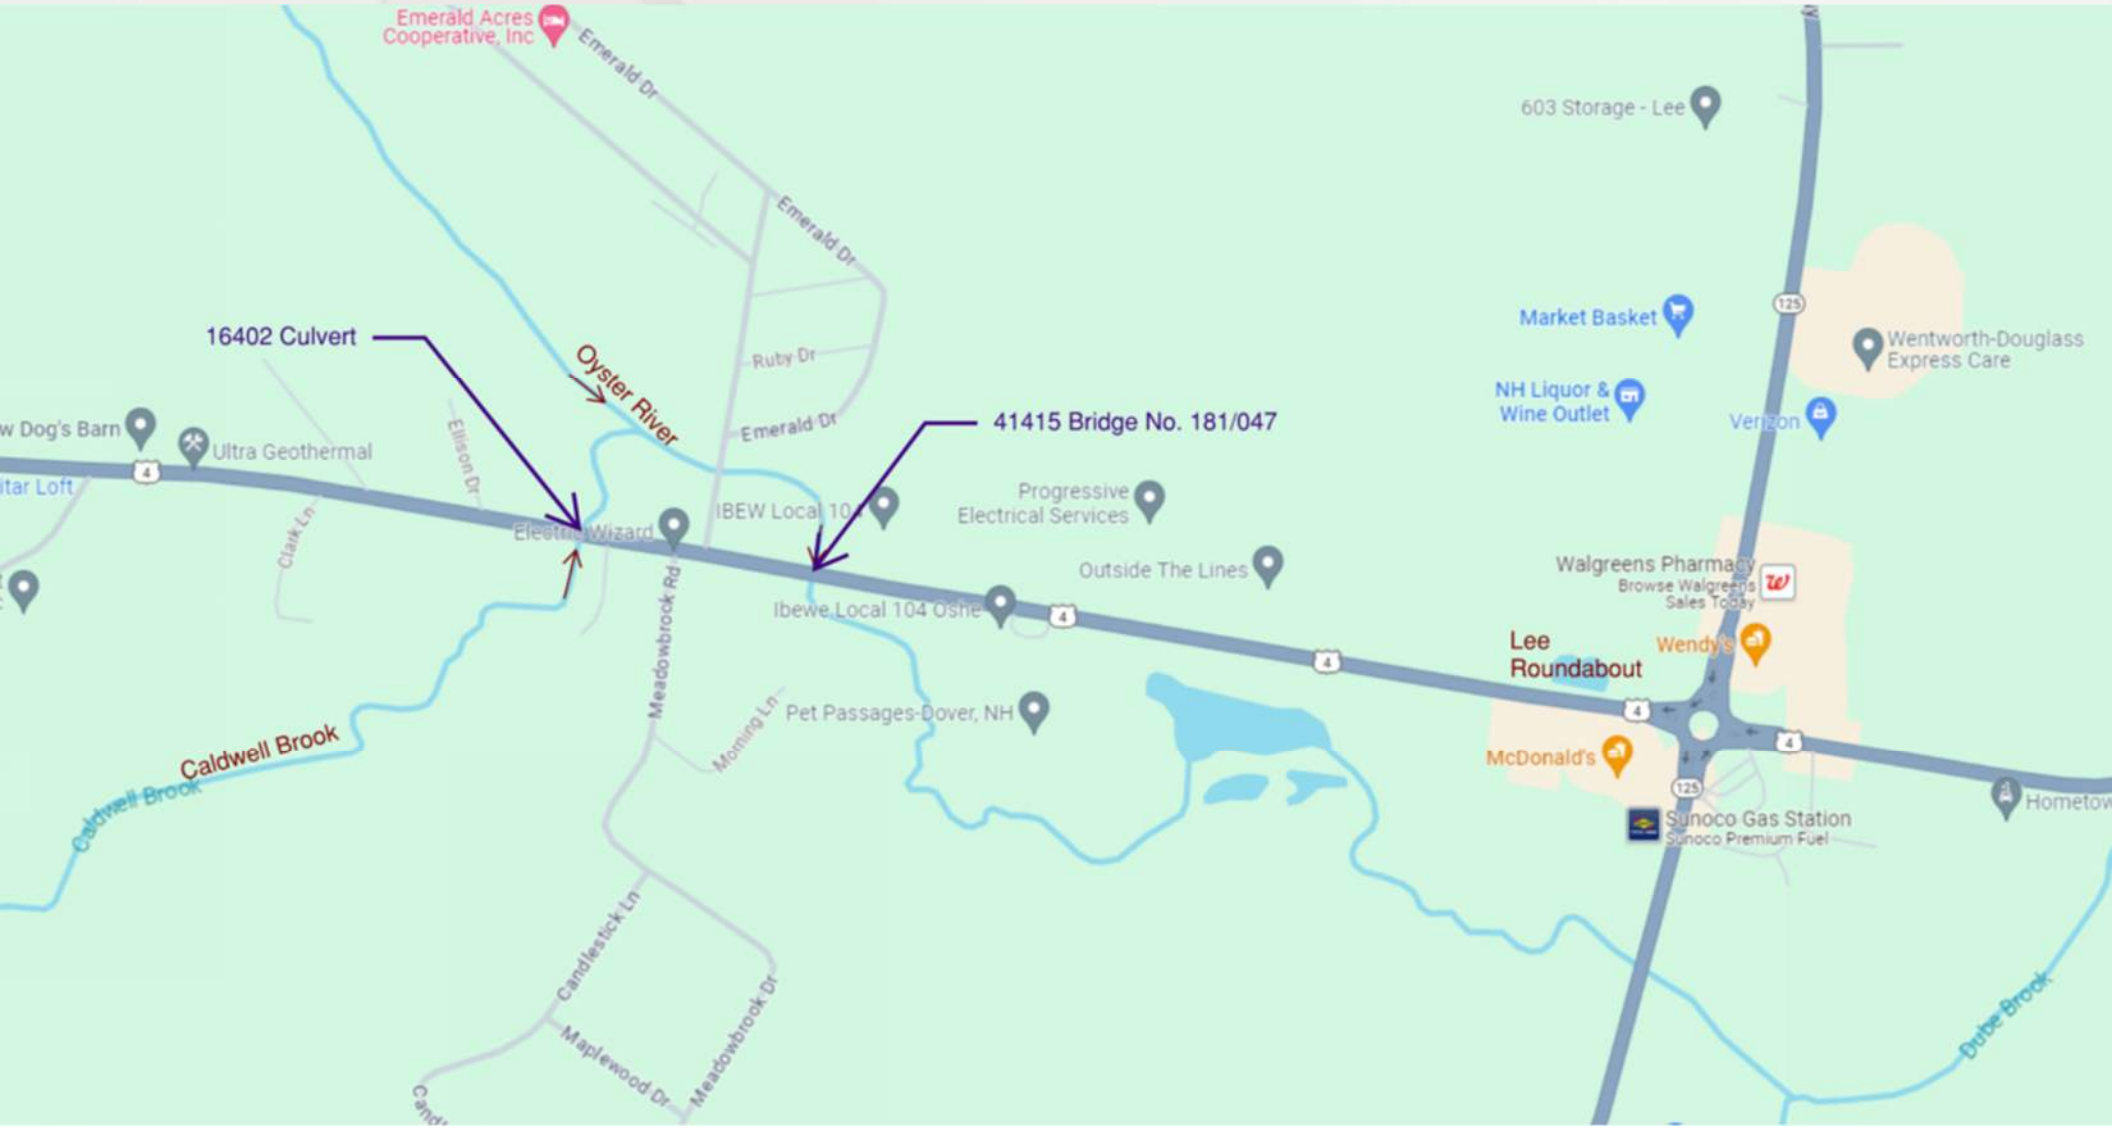 Emerald Acres
Cooperative, Inc
Emerald Dr
603 Storage - Lee
Emerald Dr
125
Market Basket
Wentworth-Douglass
Express Care
16402 Culvert
Oyster River
Ruby Dr
NH Liquor &
Wine Outlet
Verizon
41415 Bridge No. 181/047
Emerald Dr
w Dog's Barn
Ultra Geothermal
Ellison Dr
4
itar Loft
Clark Ln
Electric Wizard
IBEW Local 104
Progressive
Electrical Services
Outside The Lines
Walgreens Pharmacy
Browse Walgreens
Sales Today
Ibewe Local 104 Oshe
4
4
Lee
Roundabout
Wendy's
Meadowbrook Rd
Morning Ln
Pet Passages-Dover, NH
4
4
McDonald's
125
Caldwell Brook
Caldwell Brook
Sunoco Gas Station
Sunoco Premium Fuel
Hometow
Candlestick Ln
Meadowbrook Dr
Maplewood Dr
Dube Brook